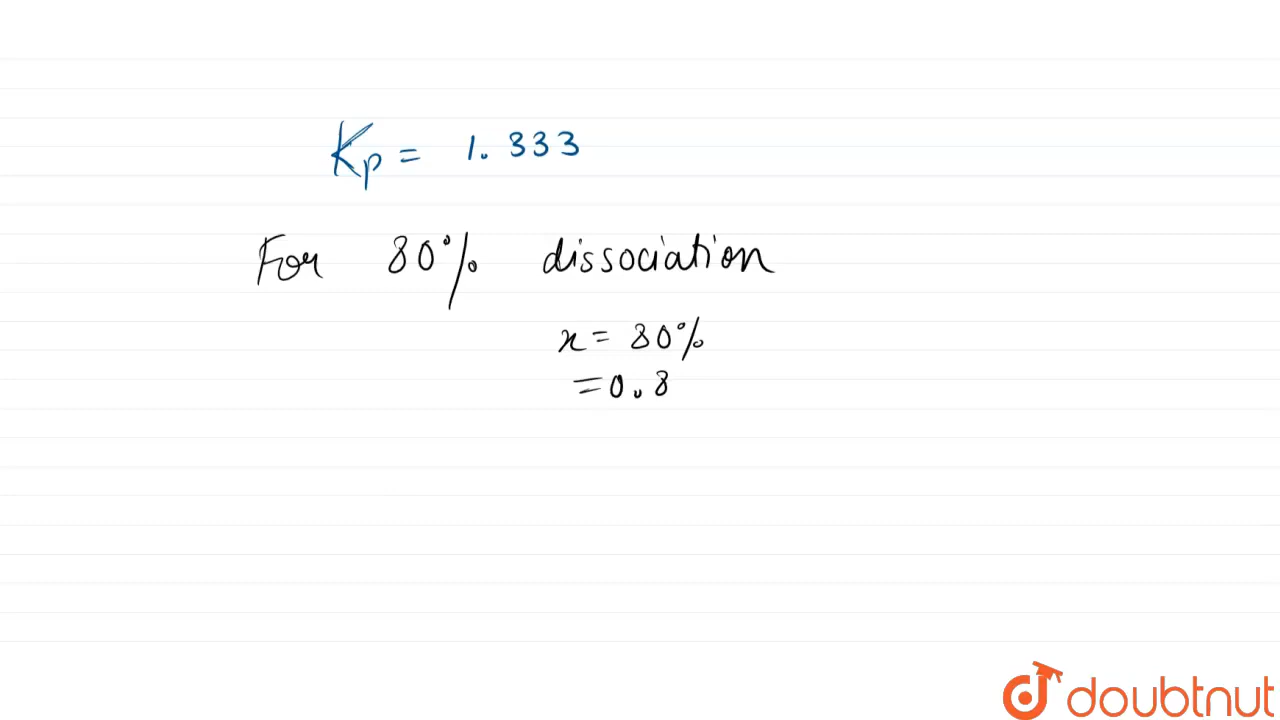 Kp = 1.333
For 80% dissociation
x = 80%
= 0.8
doubtnut